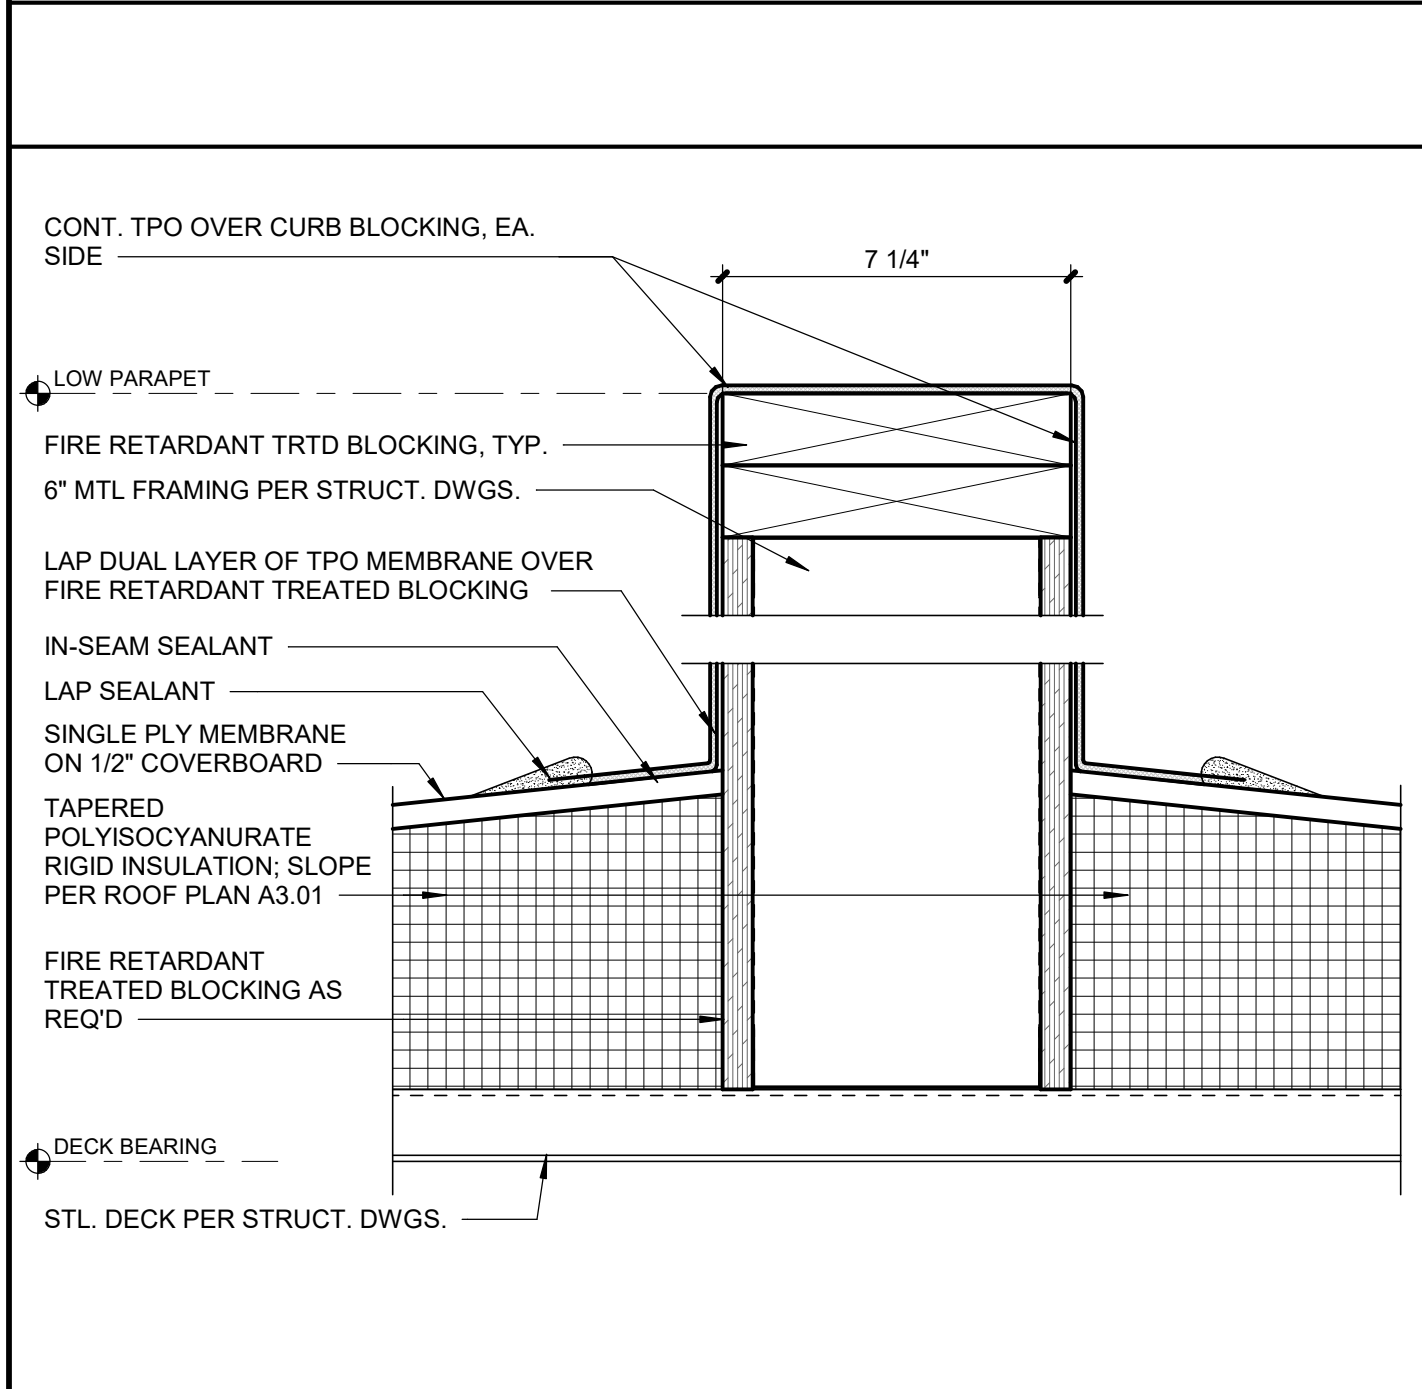 CONT. TPO OVER CURB BLOCKING, EA.
SIDE
7 1/4"
LOW PARAPET
FIRE RETARDANT TRTD BLOCKING, TYP.
6" MTL FRAMING PER STRUCT. DWGS.
LAP DUAL LAYER OF TPO MEMBRANE OVER
FIRE RETARDANT TREATED BLOCKING
IN-SEAM SEALANT
LAP SEALANT
SINGLE PLY MEMBRANE
ON 1/2" COVERBOARD
TAPERED
POLYISOCYANURATE
RIGID INSULATION; SLOPE
PER ROOF PLAN A3.01
FIRE RETARDANT
TREATED BLOCKING AS
REQ'D
DECK BEARING
STL. DECK PER STRUCT. DWGS.